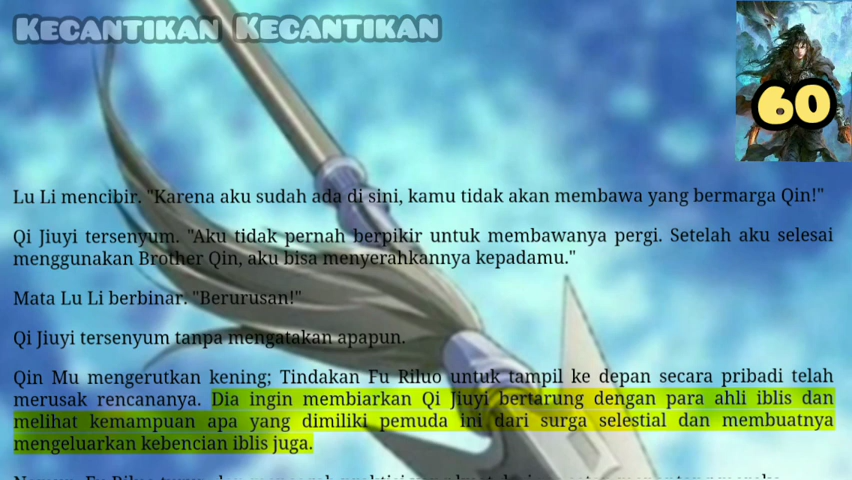 Kecantikan Kecantikan
60
Lu Li mencibir. "Karena aku sudah ada di sini, kamu tidak akan membawa yang bermarga Qin!"
Qi Jiuyi tersenyum. "Aku tidak pernah berpikir untuk membawanya pergi. Setelah aku selesai
menggunakan Brother Qin, aku bisa menyerahkannya kepadamu."
Mata Lu Li berbinar. "Berurusan!"
Qi Jiuyi tersenyum tanpa mengatakan apapun.
Qin Mu mengerutkan kening; Tindakan Fu Riluo untuk tampil ke depan secara pribadi telah
merusak rencananya. Dia ingin membiarkan Qi Jiuyi bertarung dengan para ahli iblis dan
melihat kemampuan apa yang dimiliki pemuda ini dari surga selestial dan membuatnya
mengeluarkan kebencian iblis juga.